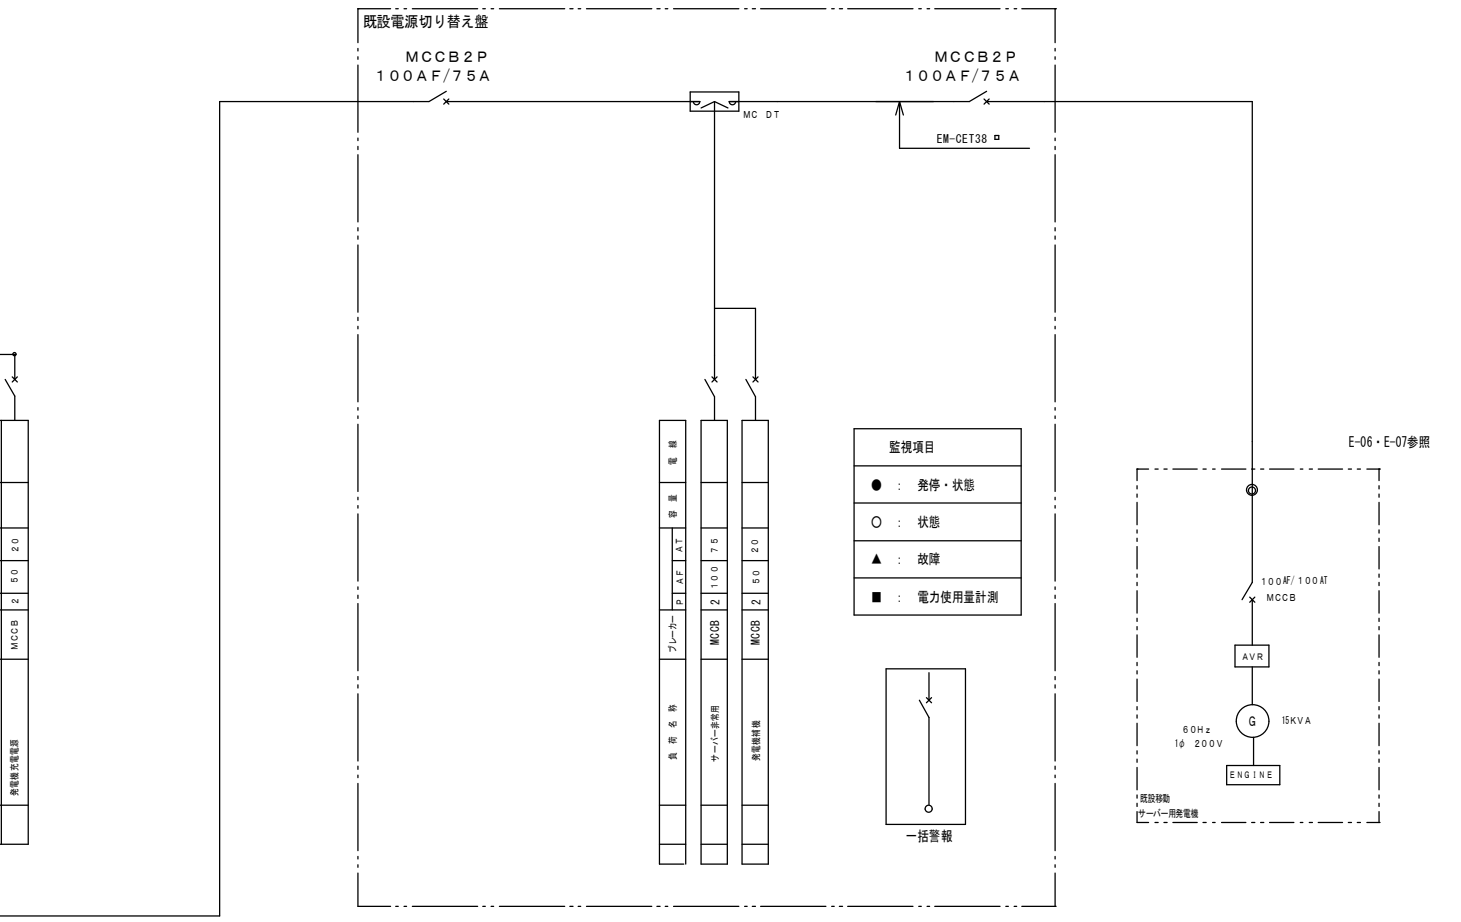 既設電源切り替え盤
MCCB2P
100AF/75A
MCCB2P
100AF/75A
MC DT
EM-CET38 □
E-06・E-07参照
電線
容量
P AF AT
ブレーカー
負荷名称
2 100 75
MCCB
サーバー非常用
2 50 20
MCCB
発電機補機
2 50 20
MCCB
発電機充電電源
監視項目
● : 発停・状態
○ : 状態
▲ : 故障
■ : 電力使用量計測
一括警報
100AF/100AT
MCCB
AVR
G
15KVA
60Hz
1φ 200V
ENGINE
既設移動
サーバー用発電機